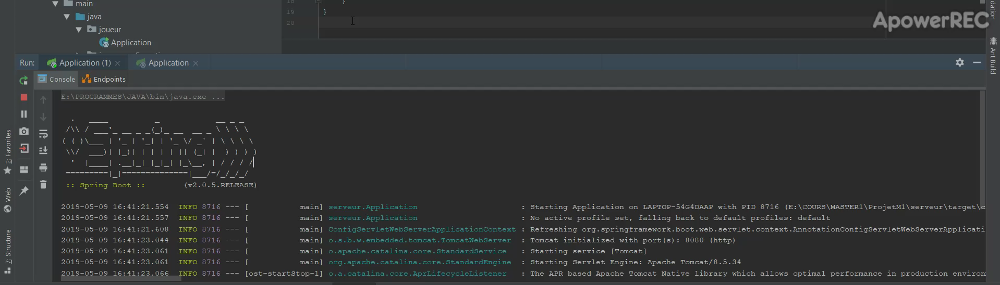 main
18
}
java
19
}
joueur
20
ApowerREC
dation
Application
Ant Build
Run:
Application (1)
Application
Console
Endpoints
E:\PROGRAMMES\JAVA\bin\java.exe ...
  .   ____          _            __ _ _
 /\\ / ___'_ __ _ _(_)_ __  __ _ \ \ \ \
( ( )\___ | '_ | '_| | '_ \/ _` | \ \ \ \
 \\/  ___)| |_)| | | | | || (_| |  ) ) ) )
  '  |____| .__|_| |_|_| |_\__, | / / / /
 =========|_|==============|___/=/_/_/_/
 :: Spring Boot ::        (v2.0.5.RELEASE)
2019-05-09 16:41:21.554  INFO 8716 --- [           main] serveur.Application                      : Starting Application on LAPTOP-54G4DAAP with PID 8716 (E:\COURS\MASTER1\ProjetM1\serveur\target\c
2019-05-09 16:41:21.557  INFO 8716 --- [           main] serveur.Application                      : No active profile set, falling back to default profiles: default
2019-05-09 16:41:21.608  INFO 8716 --- [           main] ConfigServletWebServerApplicationContext : Refreshing org.springframework.boot.web.servlet.context.AnnotationConfigServletWebServerApplicati
2019-05-09 16:41:23.044  INFO 8716 --- [           main] o.s.b.w.embedded.tomcat.TomcatWebServer  : Tomcat initialized with port(s): 8080 (http)
2019-05-09 16:41:23.061  INFO 8716 --- [           main] o.apache.catalina.core.StandardService   : Starting service [Tomcat]
2019-05-09 16:41:23.061  INFO 8716 --- [           main] org.apache.catalina.core.StandardEngine  : Starting Servlet Engine: Apache Tomcat/8.5.34
2019-05-09 16:41:23.066  INFO 8716 --- [ost-startStop-1] o.a.catalina.core.AprLifecycleListener   : The APR based Apache Tomcat Native library which allows optimal performance in production environ
2: Favorites
Web
7: Structure